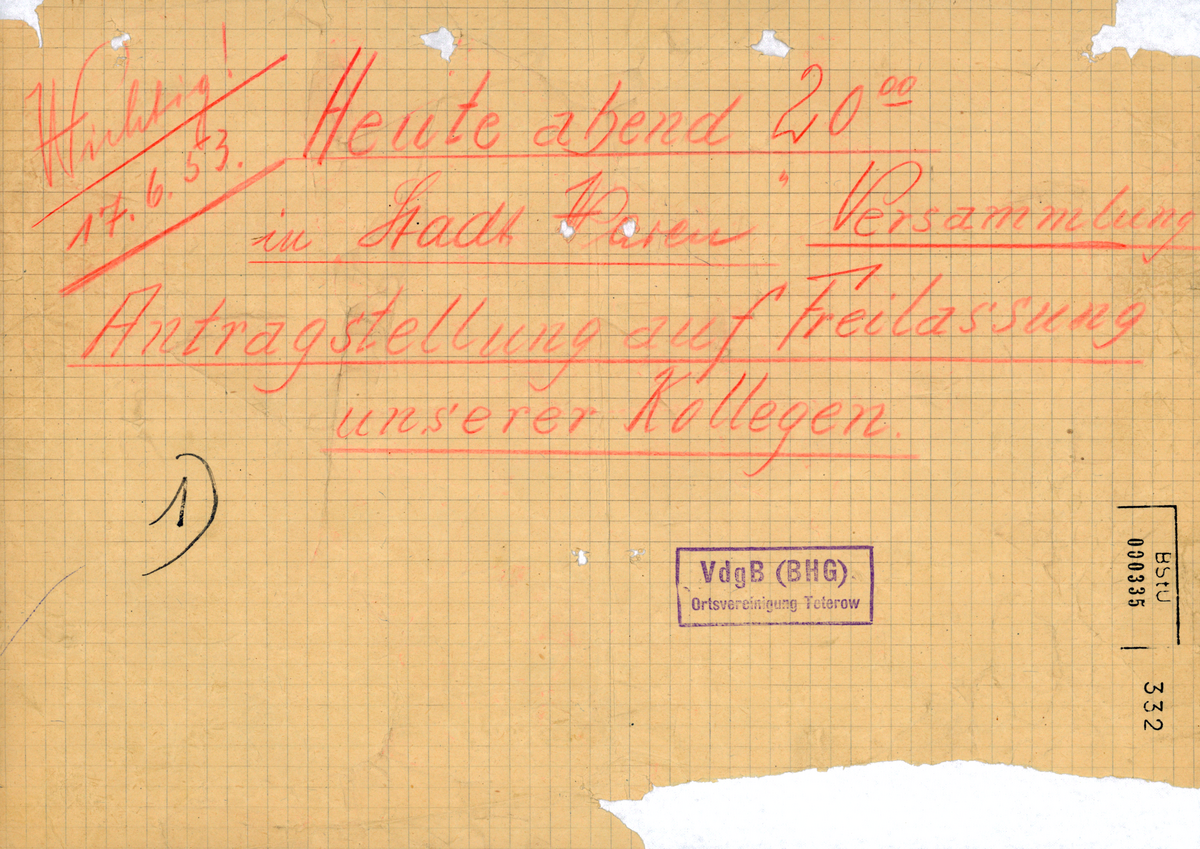 Wichtig!
17.6.53.
Heute abend 20⁰⁰
in "Stadt Waren" Versammlung
Antragstellung auf Freilassung
unserer Kollegen.
1)
VdgB (BHG)
Ortsvereinigung Teterow
BStU
000335
332